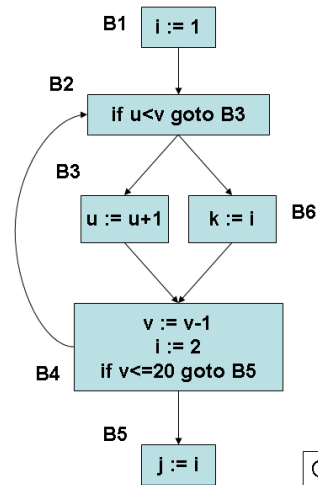 B1
i := 1
B2
if u<v goto B3
B3
u := u+1
k := i
B6
v := v-1
i := 2
if v<=20 goto B5
B4
B5
j := i